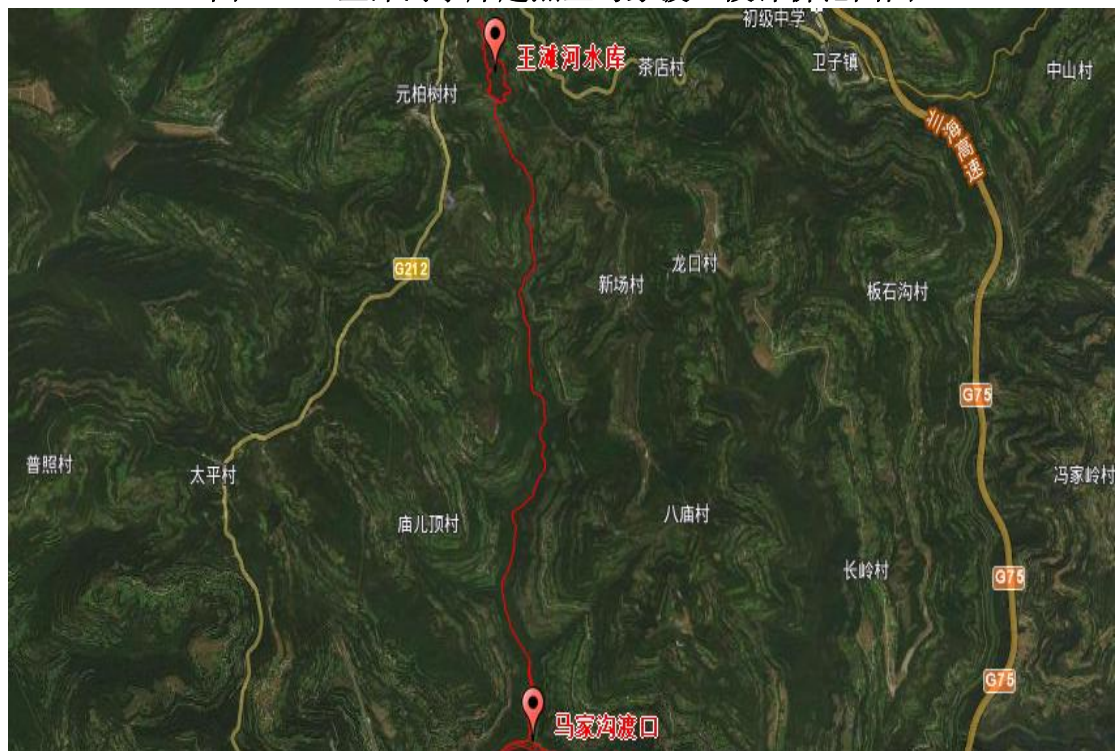 初级中学
王滩河水库
茶店村
卫子镇
中山村
元柏树村
兰海高速
G212
新场村
龙口村
板石沟村
G75
普照村
太平村
冯家岭村
庙儿顶村
八庙村
长岭村
G75
G75
马家沟渡口